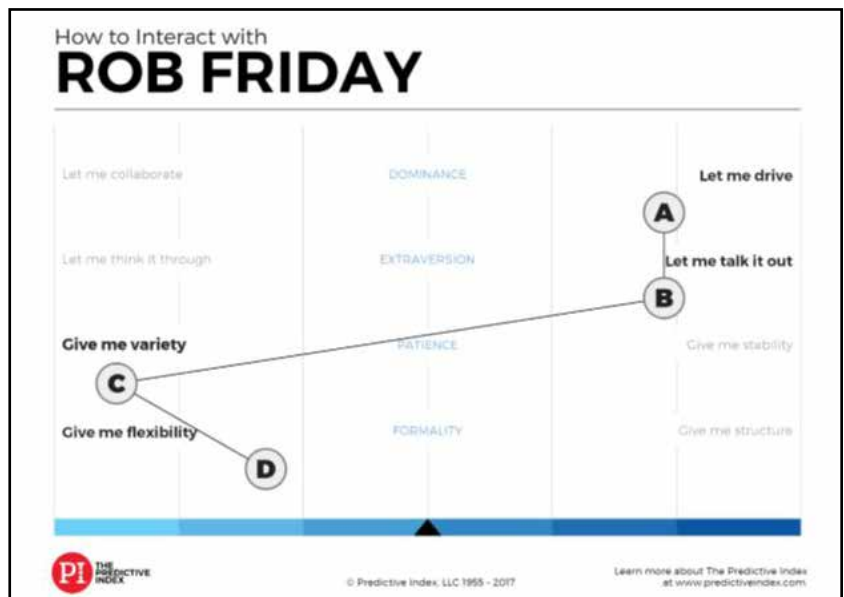 How to Interact with
ROB FRIDAY
Let me collaborate DOMINANCE Let me drive
A
Let me think it through EXTRAVERSION Let me talk it out
B
Give me variety PATIENCE Give me stability
C
Give me flexibility FORMALITY Give me structure
D
PI THE
PREDICTIVE
INDEX
© Predictive Index, LLC 1955 - 2017
Learn more about The Predictive Index
at www.predictiveindex.com